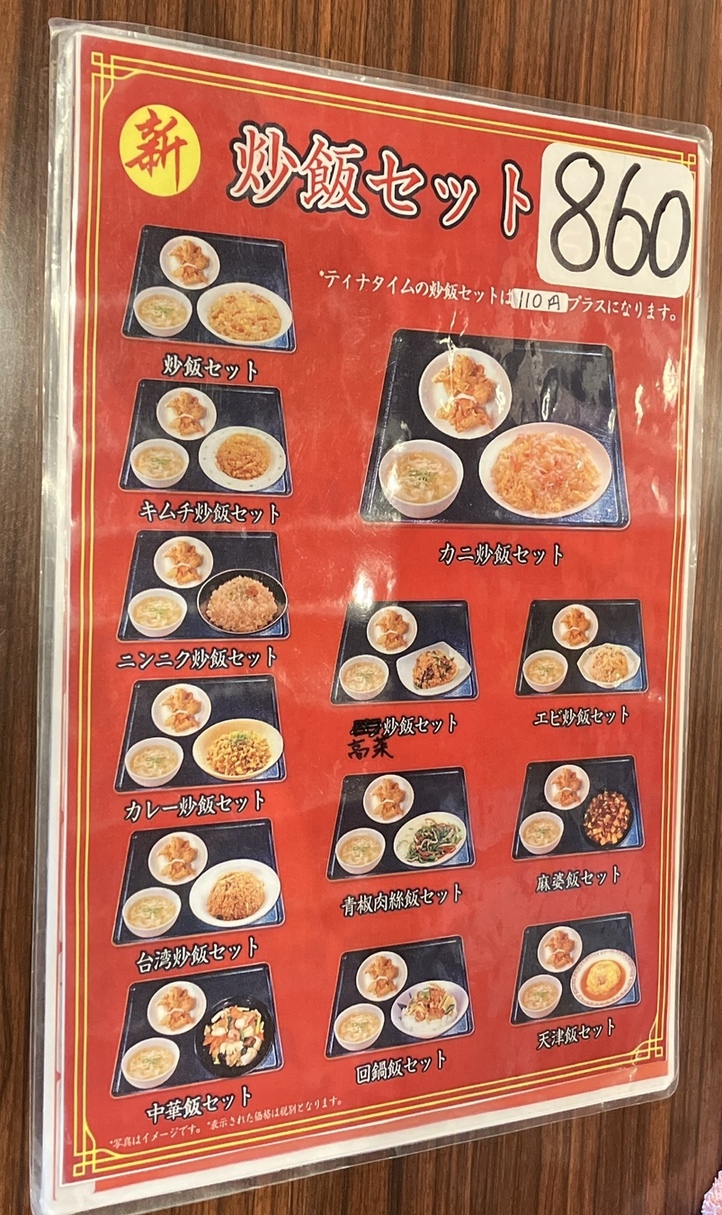 新
炒飯セット
860
*ティナタイムの炒飯セットは110円プラスになります。
炒飯セット
キムチ炒飯セット
カニ炒飯セット
ニンニク炒飯セット
炒飯セット
高菜
エビ炒飯セット
カレー炒飯セット
青椒肉絲飯セット
麻婆飯セット
台湾炒飯セット
回鍋飯セット
天津飯セット
中華飯セット
*写真はイメージです。*表示された価格は税別となります。